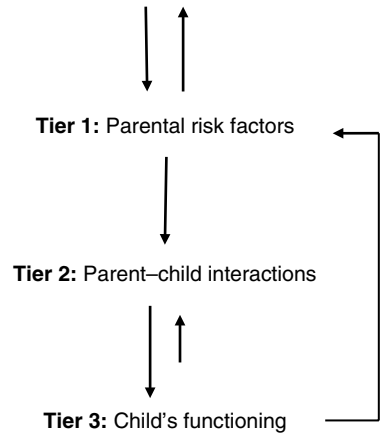 Tier 1: Parental risk factors
Tier 2: Parent–child interactions
Tier 3: Child’s functioning